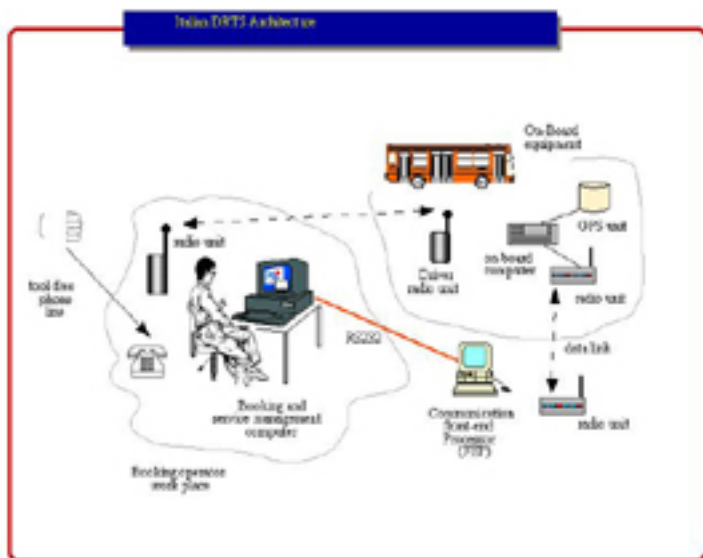 Italian DRTS Architecture
On-Board
equipment
radio unit
GPS unit
Driver
radio unit
on board
computer
radio unit
tool free
phone
line
RS232
data link
Booking and
service management
computer
Communication
front-end
Processor
radio unit
Booking operator
work place